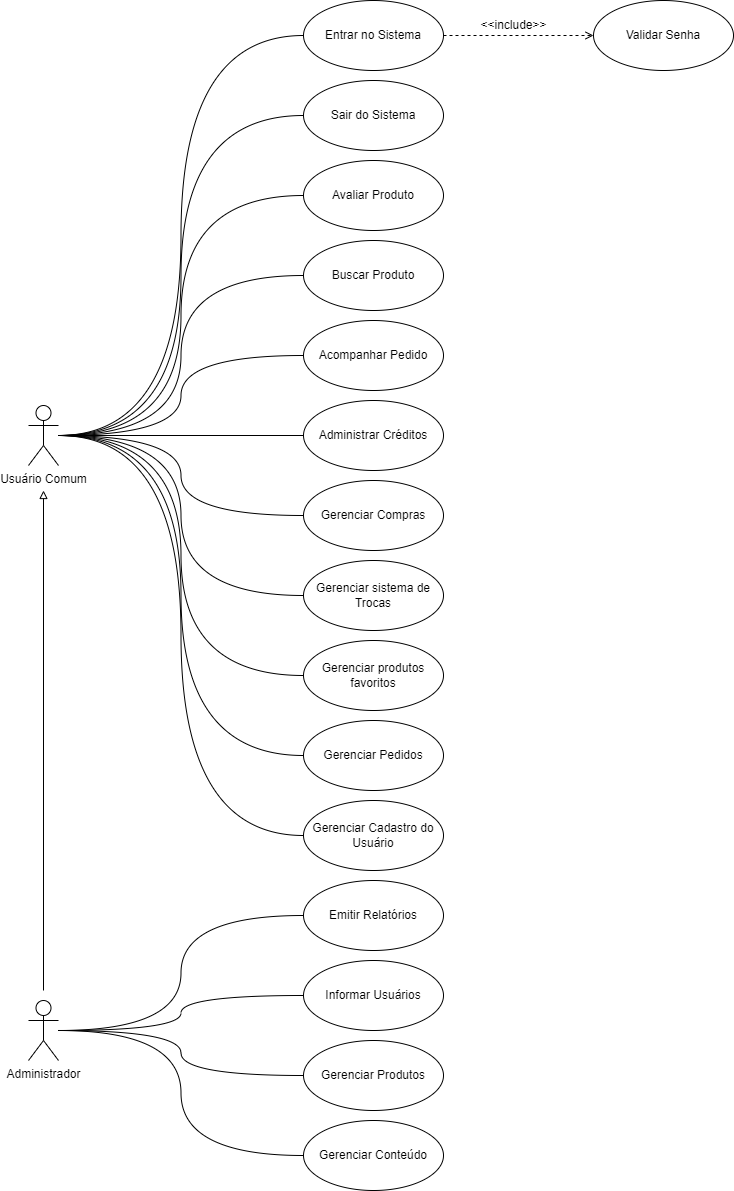 Entrar no Sistema
<<include>>
Validar Senha
Sair do Sistema
Avaliar Produto
Buscar Produto
Acompanhar Pedido
Administrar Créditos
Usuário Comum
Gerenciar Compras
Gerenciar sistema de
Trocas
Gerenciar produtos
favoritos
Gerenciar Pedidos
Gerenciar Cadastro do
Usuário
Emitir Relatórios
Informar Usuários
Administrador
Gerenciar Produtos
Gerenciar Conteúdo